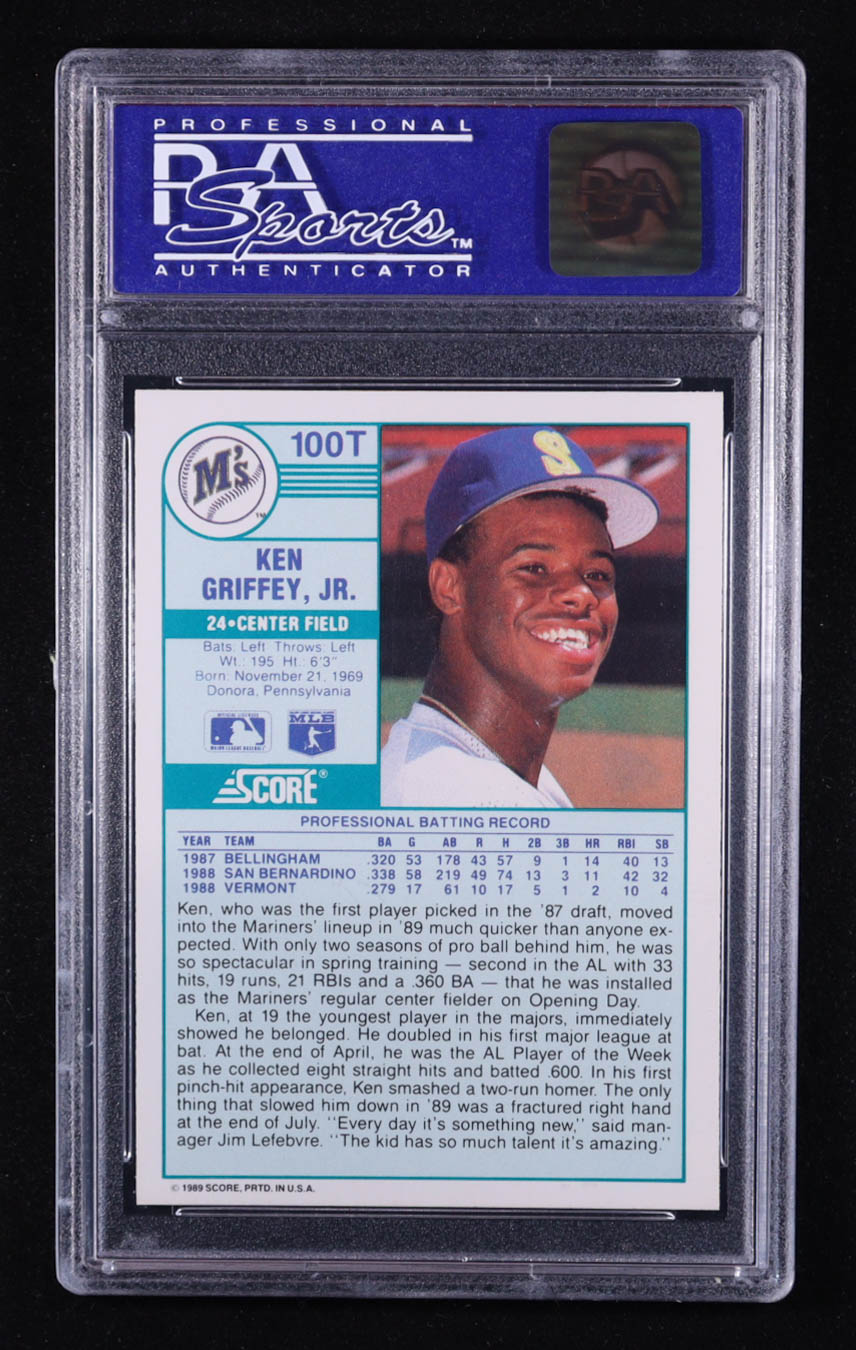 PROFESSIONAL
PSA
Sports™
AUTHENTICATOR
PSA
M's
™
100T
S
KEN
GRIFFEY, JR.
24•CENTER FIELD
Bats: Left Throws: Left
Wt.: 195 Ht.: 6'3"
Born: November 21, 1969
Donora, Pennsylvania
MLB
MAJOR LEAGUE BASEBALL
SCORE®
PROFESSIONAL BATTING RECORD
YEAR TEAM BA G AB R H 2B 3B HR RBI SB
1987 BELLINGHAM .320 53 178 43 57 9 1 14 40 13
1988 SAN BERNARDINO .338 58 219 49 74 13 3 11 42 32
1988 VERMONT .279 17 61 10 17 5 1 2 10 4
Ken, who was the first player picked in the '87 draft, moved
into the Mariners' lineup in '89 much quicker than anyone ex-
pected. With only two seasons of pro ball behind him, he was
so spectacular in spring training — second in the AL with 33
hits, 19 runs, 21 RBIs and a .360 BA — that he was installed
as the Mariners' regular center fielder on Opening Day.
Ken, at 19 the youngest player in the majors, immediately
showed he belonged. He doubled in his first major league at
bat. At the end of April, he was the AL Player of the Week
as he collected eight straight hits and batted .600. In his first
pinch-hit appearance, Ken smashed a two-run homer. The only
thing that slowed him down in '89 was a fractured right hand
at the end of July. "Every day it's something new," said man-
ager Jim Lefebvre. "The kid has so much talent it's amazing."
© 1989 SCORE, PRTD. IN U.S.A.